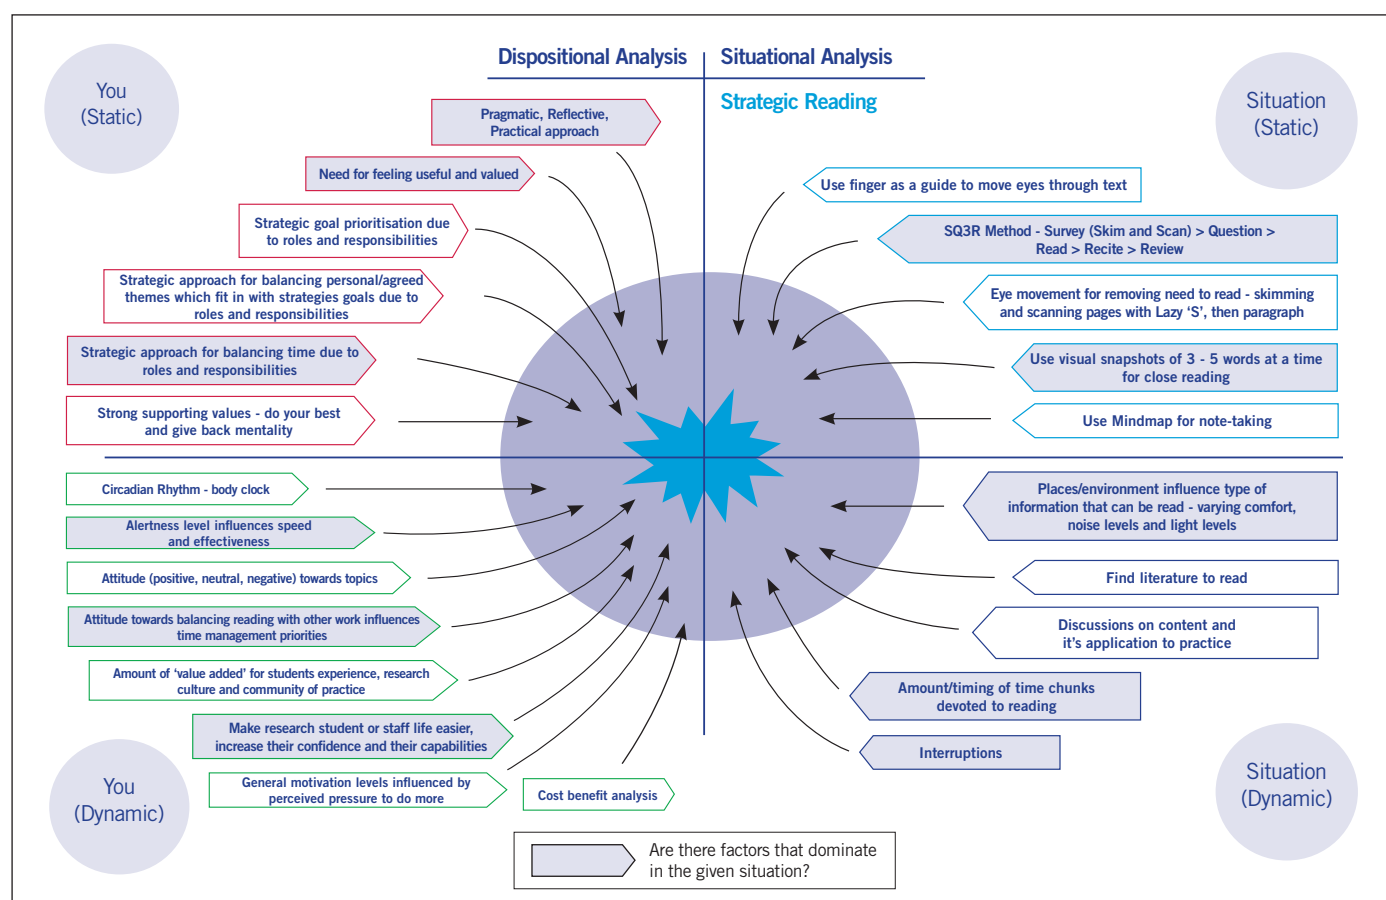 Dispositional Analysis
Situational Analysis
Strategic Reading
You
(Static)
Situation
(Static)
Pragmatic, Reflective,
Practical approach
Need for feeling useful and valued
Strategic goal prioritisation due
to roles and responsibilities
Strategic approach for balancing personal/agreed
themes which fit in with strategies goals due to
roles and responsibilities
Strategic approach for balancing time due to
roles and responsibilities
Strong supporting values - do your best
and give back mentality
Use finger as a guide to move eyes through text
SQ3R Method - Survey (Skim and Scan) > Question >
Read > Recite > Review
Eye movement for removing need to read - skimming
and scanning pages with Lazy ‘S’, then paragraph
Use visual snapshots of 3 - 5 words at a time
for close reading
Use Mindmap for note-taking
Circadian Rhythm - body clock
Alertness level influences speed
and effectiveness
Attitude (positive, neutral, negative) towards topics
Attitude towards balancing reading with other work influences
time management priorities
Amount of ‘value added’ for students experience, research
culture and community of practice
Make research student or staff life easier,
increase their confidence and their capabilities
General motivation levels influenced by
perceived pressure to do more
Cost benefit analysis
Places/environment influence type of
information that can be read - varying comfort,
noise levels and light levels
Find literature to read
Discussions on content and
it’s application to practice
Amount/timing of time chunks
devoted to reading
Interruptions
You
(Dynamic)
Situation
(Dynamic)
Are there factors that dominate
in the given situation?